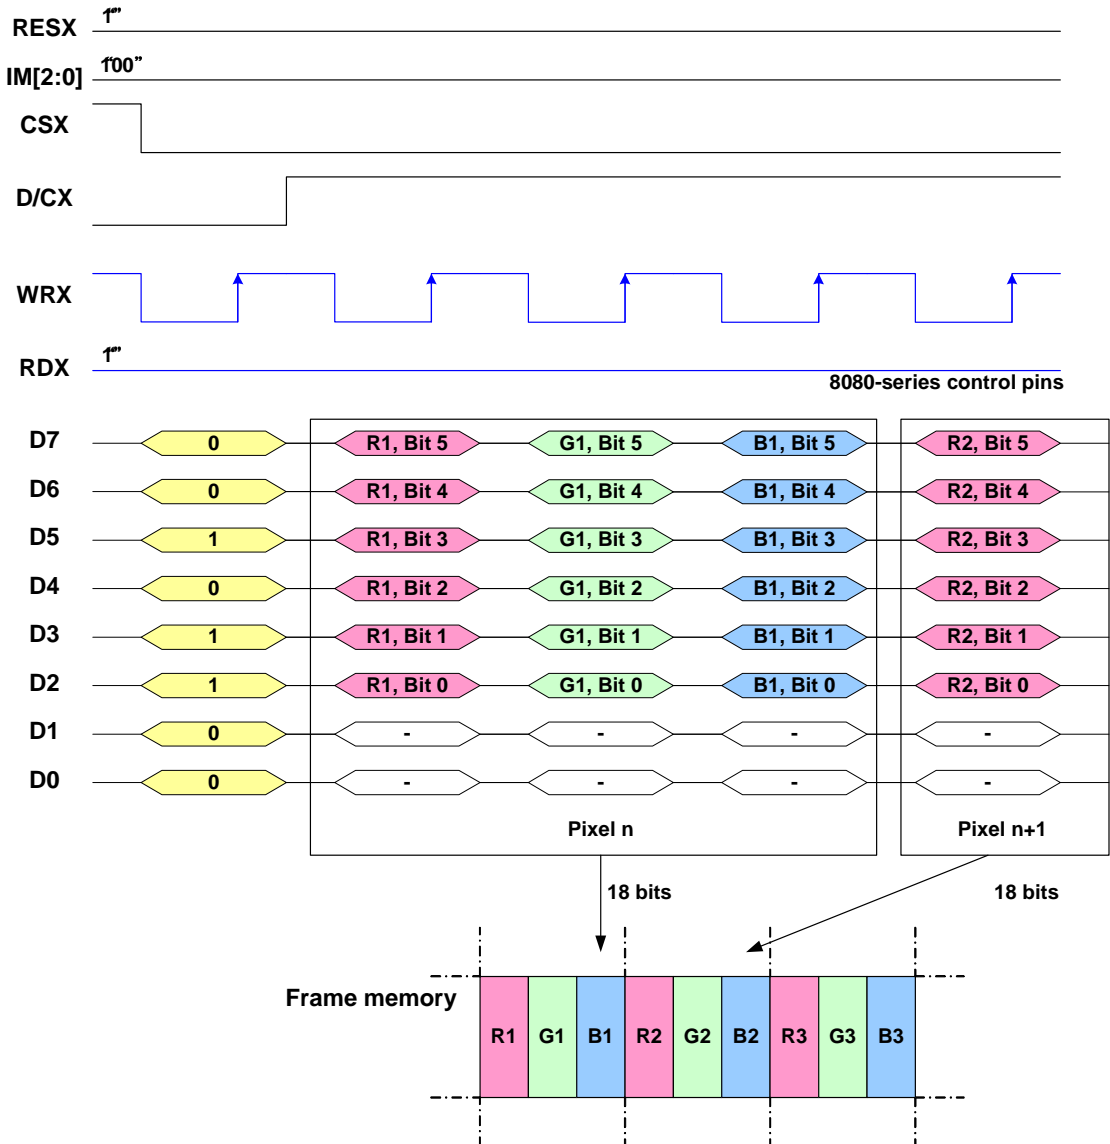 RESX 1"
IM[2:0] 100"
CSX
D/CX
WRX
RDX 1"
8080-series control pins
D7 0 R1, Bit 5 G1, Bit 5 B1, Bit 5 R2, Bit 5
D6 0 R1, Bit 4 G1, Bit 4 B1, Bit 4 R2, Bit 4
D5 1 R1, Bit 3 G1, Bit 3 B1, Bit 3 R2, Bit 3
D4 0 R1, Bit 2 G1, Bit 2 B1, Bit 2 R2, Bit 2
D3 1 R1, Bit 1 G1, Bit 1 B1, Bit 1 R2, Bit 1
D2 1 R1, Bit 0 G1, Bit 0 B1, Bit 0 R2, Bit 0
D1 0 - - - -
D0 0 - - - -
Pixel n Pixel n+1
18 bits 18 bits
Frame memory
R1 G1 B1 R2 G2 B2 R3 G3 B3